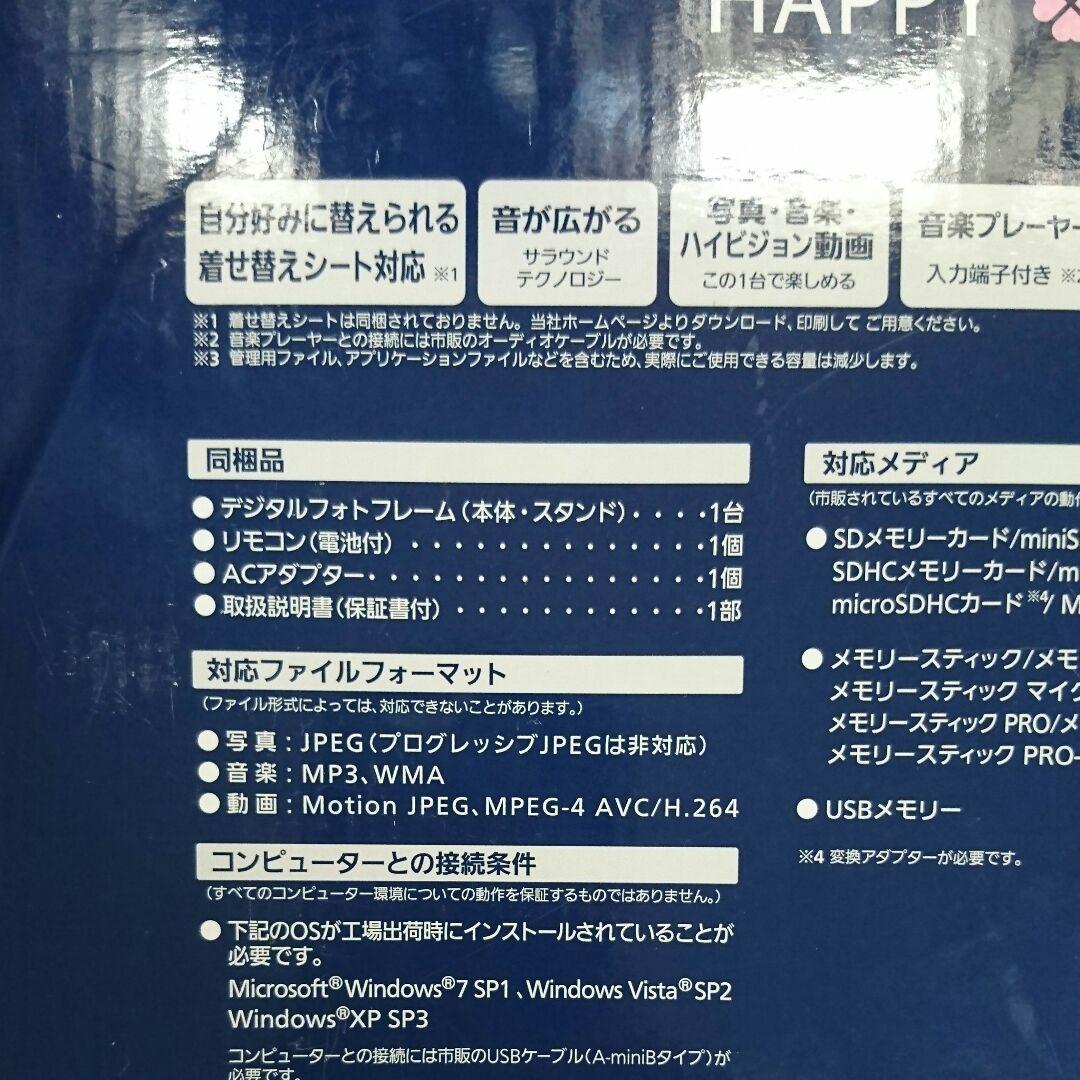 HAPPY
自分好みに替えられる
着せ替えシート対応 ※1
音が広がる
サラウンド
テクノロジー
写真・音楽・
ハイビジョン動画
この1台で楽しめる
音楽プレーヤー
入力端子付き ※2
※1 着せ替えシートは同梱されておりません。当社ホームページよりダウンロード、印刷して ご用意ください。
※2 音楽プレーヤーとの接続には市販のオーディオケーブルが必要です。
※3 管理用ファイル、アプリケーションファイルなどを含むため、実際にご使用できる容量は減少します。
同梱品
●デジタルフォトフレーム（本体・スタンド）・・・・1台
●リモコン（電池付）・・・・・・・・・・・・・・・1個
●ACアダプター・・・・・・・・・・・・・・・・1個
●取扱説明書（保証書付）・・・・・・・・・・・・・1部
対応ファイルフォーマット
（ファイル形式によっては、対応できないことがあります。）
●写真：JPEG（プログレッシブJPEGは非対応）
●音楽：MP3、WMA
●動画：Motion JPEG、MPEG-4 AVC/H.264
コンピューターとの接続条件
（すべてのコンピューター環境についての動作を保証するものではありません。）
●下記のOSが工場出荷時にインストールされていることが
必要です。
Microsoft®Windows®7 SP1、Windows Vista®SP2
Windows®XP SP3
コンピューターとの接続には市販のUSBケーブル（A-miniBタイプ）が
必要です。
対応メディア
（市販されているすべてのメディアの動作
●SDメモリーカード/miniS
SDHCメモリーカード/m
microSDHCカード※4/ M
●メモリースティック/メモ
メモリースティック マイク
メモリースティック PRO/メ
メモリースティック PRO-
●USBメモリー
※4 変換アダプターが必要です。